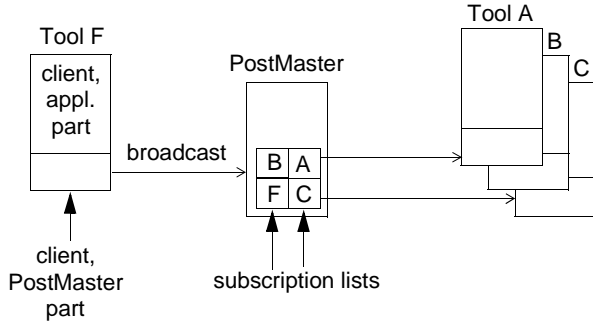 Tool F
client,
appl.
part
broadcast
client,
PostMaster
part
PostMaster
B A
F C
subscription lists
Tool A
B
C